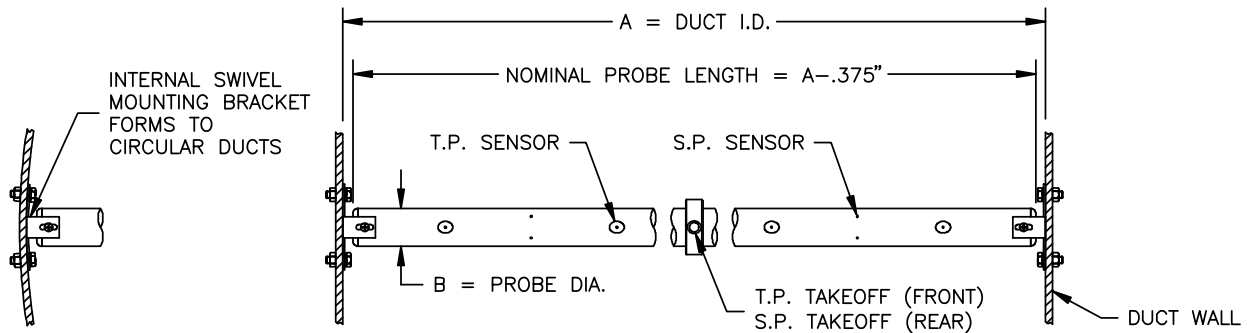 A = DUCT I.D.
NOMINAL PROBE LENGTH = A-.375"
INTERNAL SWIVEL
MOUNTING BRACKET
FORMS TO
CIRCULAR DUCTS
T.P. SENSOR
S.P. SENSOR
B = PROBE DIA.
T.P. TAKEOFF (FRONT)
S.P. TAKEOFF (REAR)
DUCT WALL